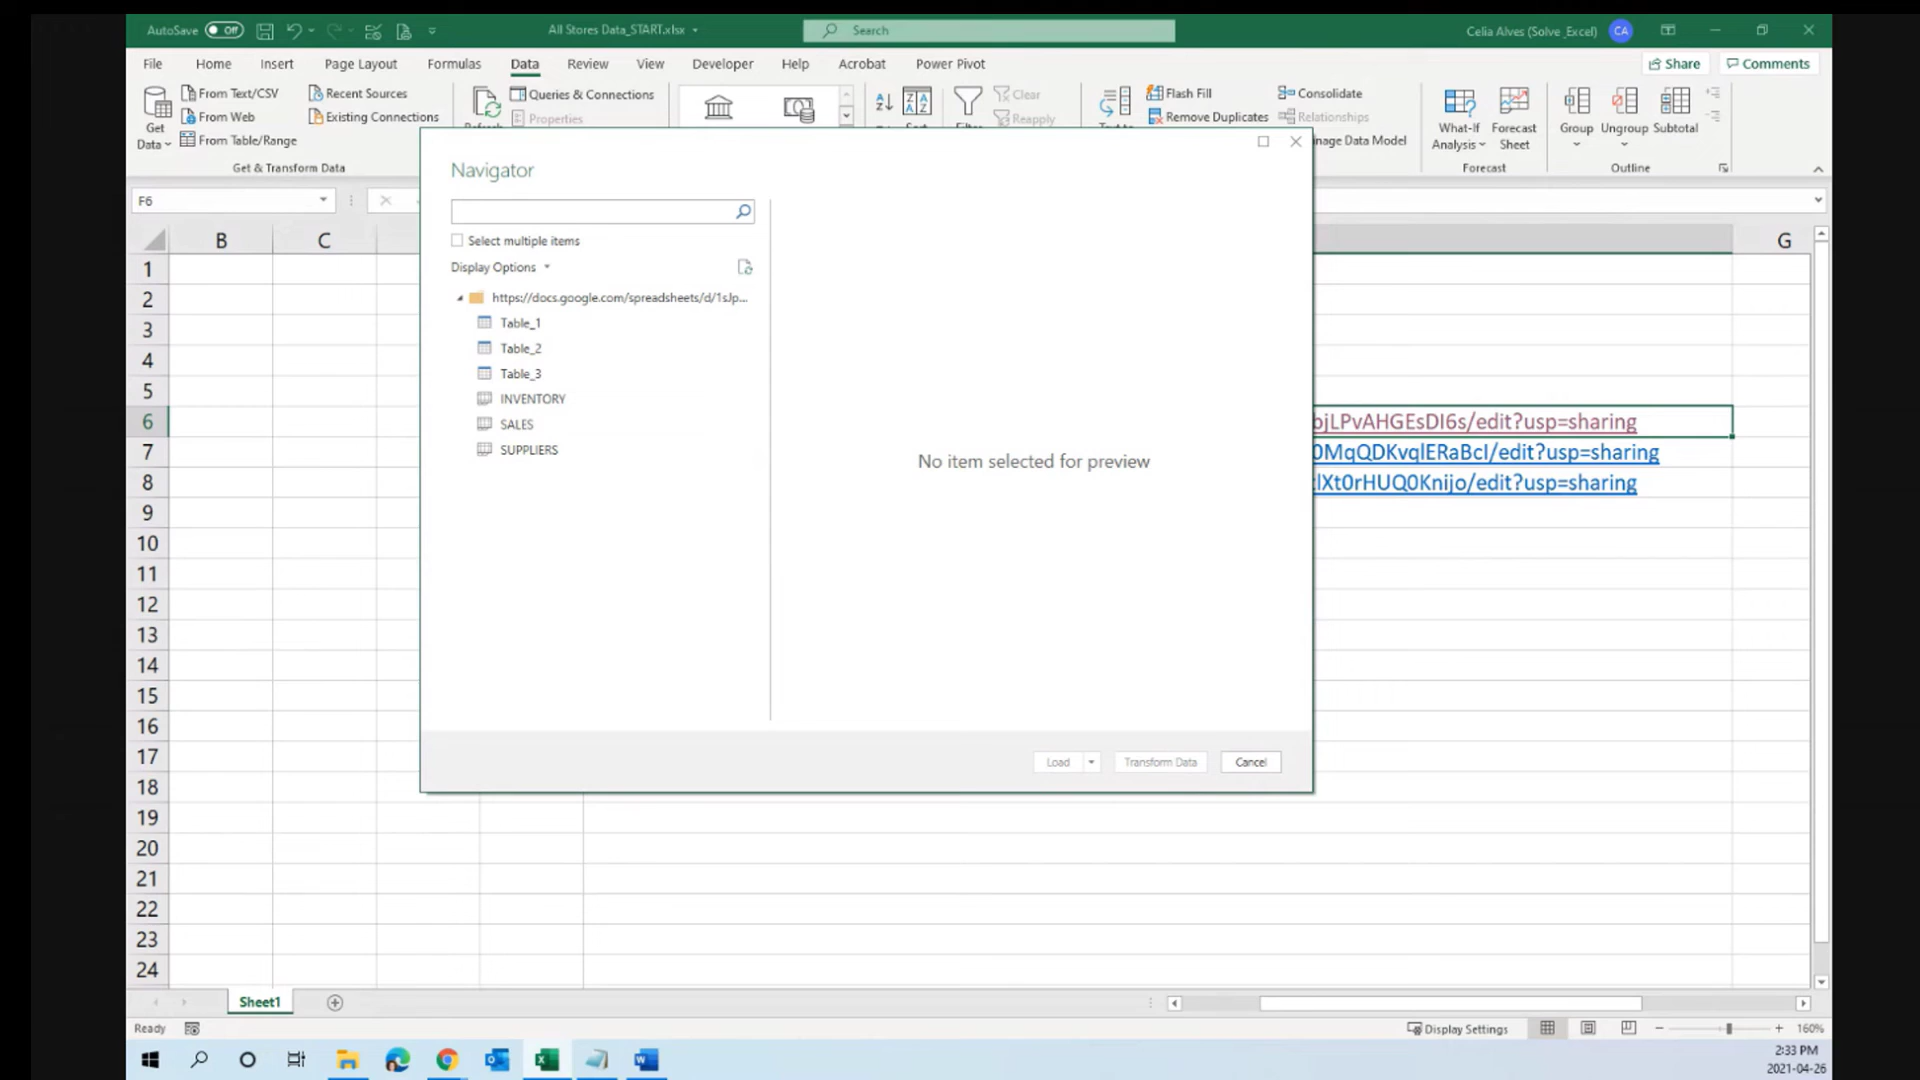 AutoSave Off All Stores Data_START.xlsx Search Celia Alves (Solve Excel) CA
File Home Insert Page Layout Formulas Data Review View Developer Help Acrobat Power Pivot Share Comments
Get Data
From Text/CSV
From Web
From Table/Range
Recent Sources
Existing Connections
Get & Transform Data
Queries & Connections
Properties
Clear
Reapply
Flash Fill
Remove Duplicates
Consolidate
Relationships
nage Data Model
What-If Analysis
Forecast Sheet
Forecast
Group
Ungroup
Subtotal
Outline
F6
B C G
1
2
3
4
5
6
7
8
9
10
11
12
13
14
15
16
17
18
19
20
21
22
23
24
Navigator
Select multiple items
Display Options
https://docs.google.com/spreadsheets/d/1sJp...
Table_1
Table_2
Table_3
INVENTORY
SALES
SUPPLIERS
No item selected for preview
Load Transform Data Cancel
ojLPvAHGEsDI6s/edit?usp=sharing
0MqQDKvqlERaBcI/edit?usp=sharing
lXt0rHUQ0Knijo/edit?usp=sharing
Sheet1
Ready Display Settings 160%
2:33 PM
2021-04-26